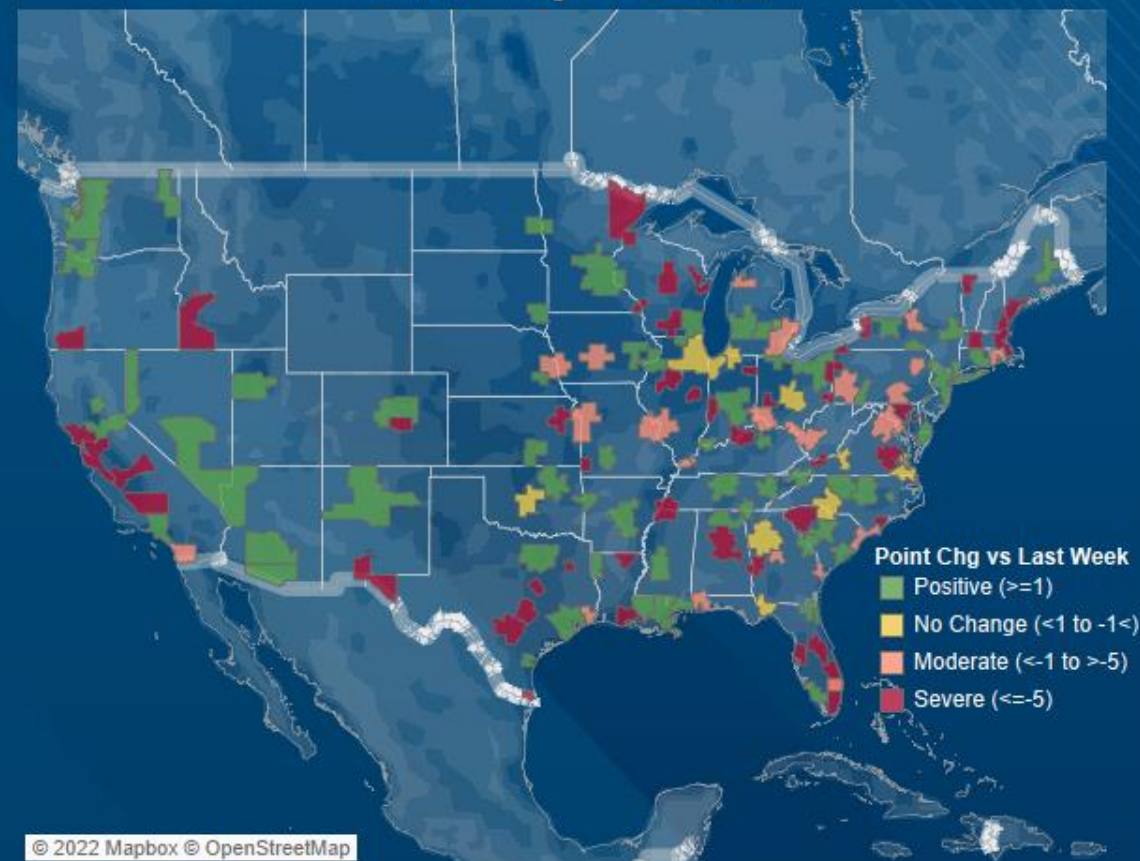 Point Chg vs Last Week
Positive (>=1)
No Change (<1 to -1<)
Moderate (<-1 to >-5)
Severe (<=-5)
© 2022 Mapbox © OpenStreetMap